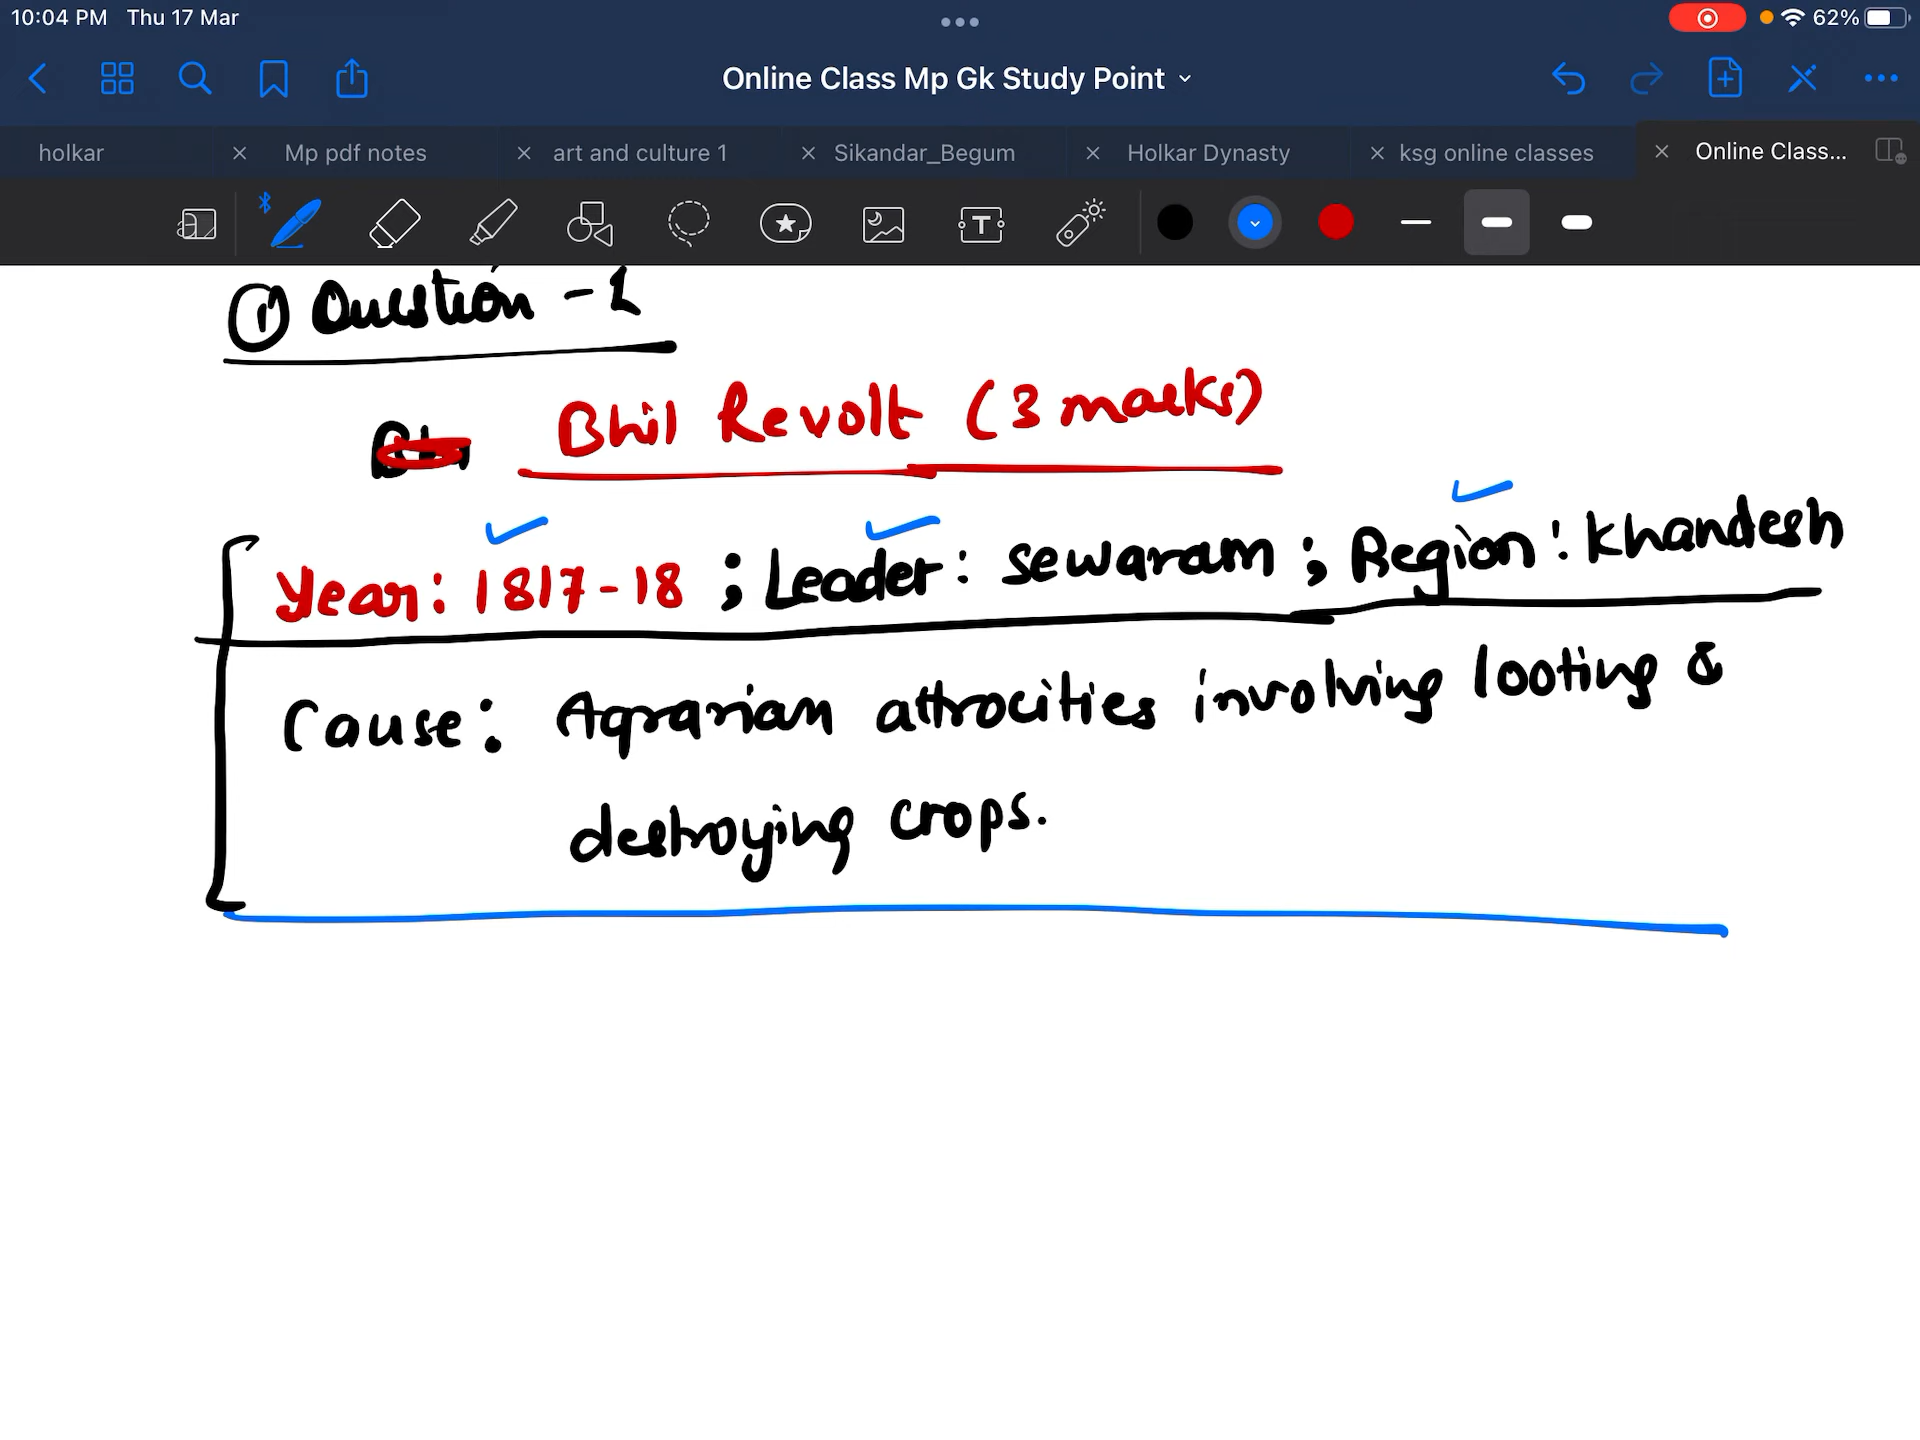 10:04 PM Thu 17 Mar
62%
Online Class Mp Gk Study Point
holkar
Mp pdf notes
art and culture 1
Sikandar_Begum
Holkar Dynasty
ksg online classes
Online Class...
① Question - 1
Bhil Revolt (3 marks)
Year: 1817-18 ; Leader: sewaram ; Region: Khandesh
Cause: Agrarian attrocities involving looting &
destroying crops.